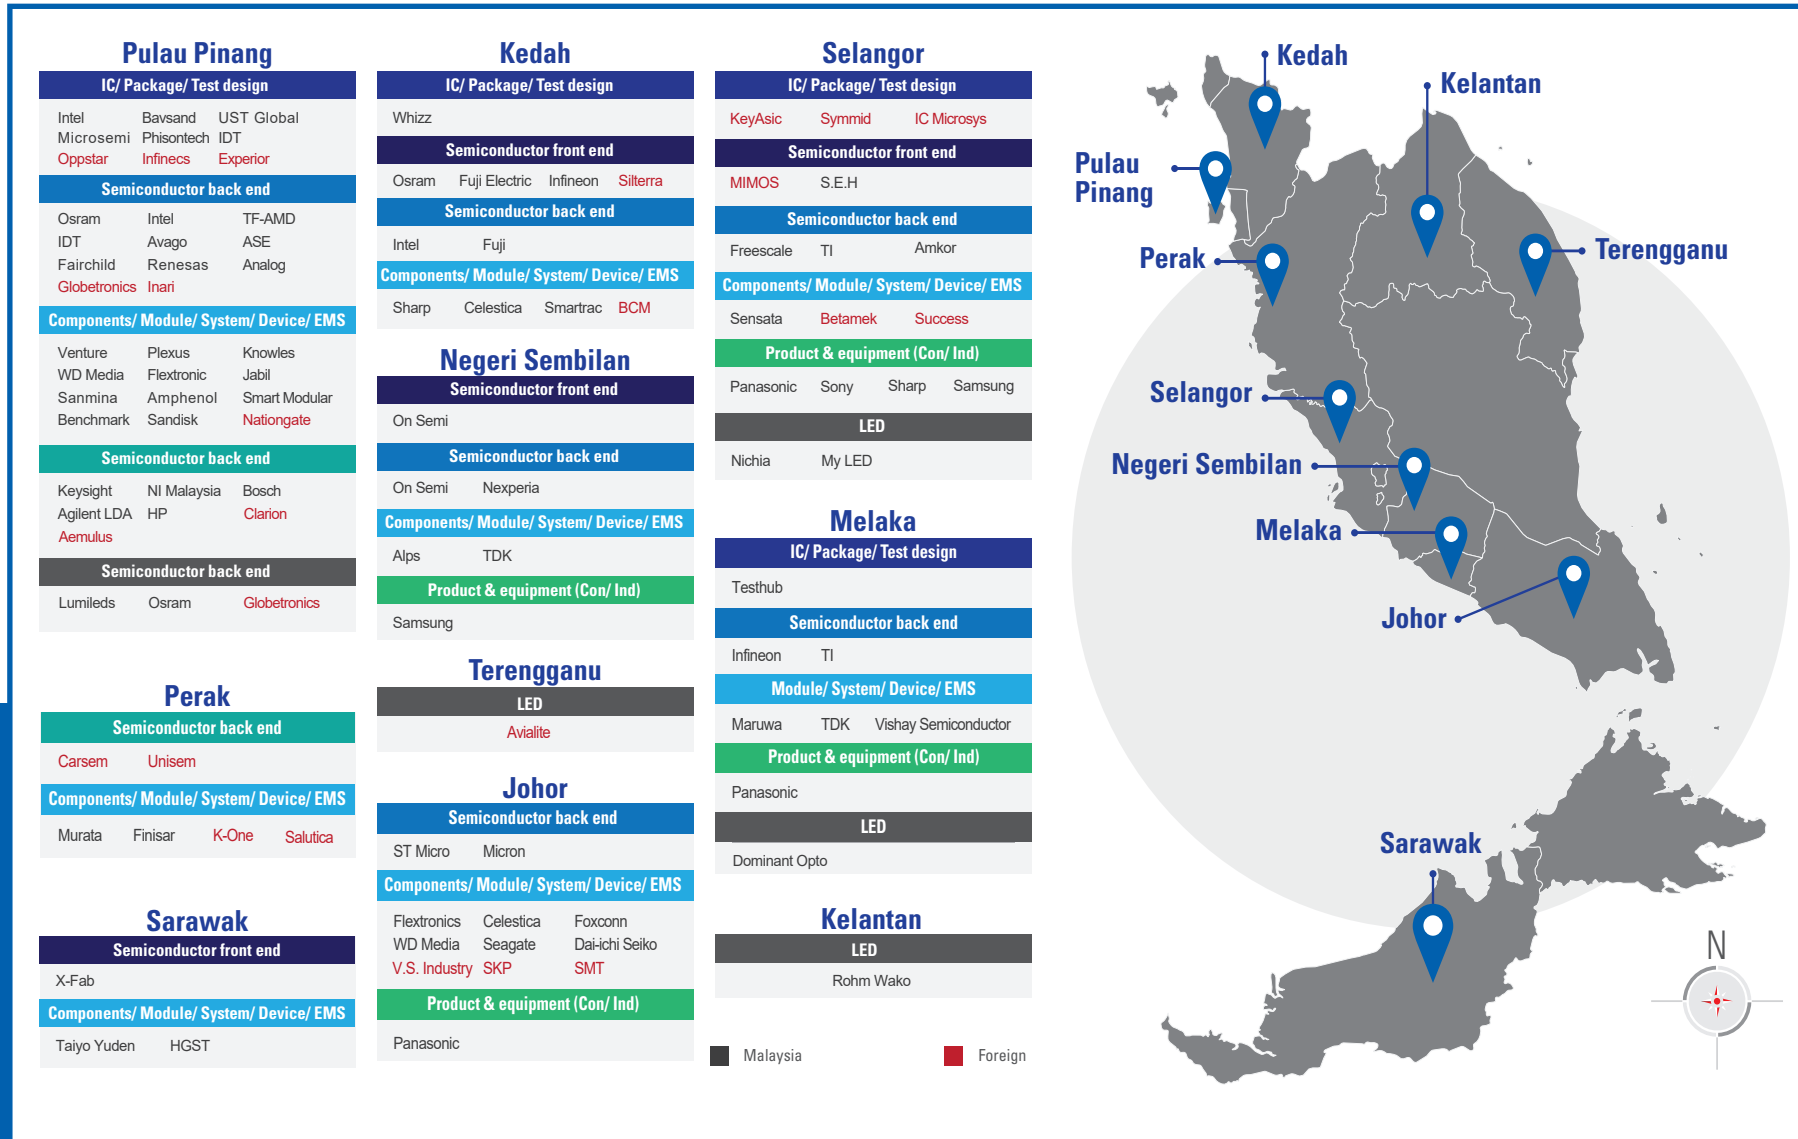 Pulau Pinang
IC/ Package/ Test design
Intel Bavsand UST Global
Microsemi Phisontech IDT
Oppstar Infinecs Experior
Semiconductor back end
Osram Intel TF-AMD
IDT Avago ASE
Fairchild Renesas Analog
Globetronics Inari
Components/ Module/ System/ Device/ EMS
Venture Plexus Knowles
WD Media Flextronic Jabil
Sanmina Amphenol Smart Modular
Benchmark Sandisk Nationgate
Semiconductor back end
Keysight NI Malaysia Bosch
Agilent LDA HP Clarion
Aemulus
Semiconductor back end
Lumileds Osram Globetronics
Perak
Semiconductor back end
Carsem Unisem
Components/ Module/ System/ Device/ EMS
Murata Finisar K-One Salutica
Sarawak
Semiconductor front end
X-Fab
Components/ Module/ System/ Device/ EMS
Taiyo Yuden HGST
Kedah
IC/ Package/ Test design
Whizz
Semiconductor front end
Osram Fuji Electric Infineon Silterra
Semiconductor back end
Intel Fuji
Components/ Module/ System/ Device/ EMS
Sharp Celestica Smartrac BCM
Negeri Sembilan
Semiconductor front end
On Semi
Semiconductor back end
On Semi Nexperia
Components/ Module/ System/ Device/ EMS
Alps TDK
Product & equipment (Con/ Ind)
Samsung
Terengganu
LED
Avialite
Johor
Semiconductor back end
ST Micro Micron
Components/ Module/ System/ Device/ EMS
Flextronics Celestica Foxconn
WD Media Seagate Dai-ichi Seiko
V.S. Industry SKP SMT
Product & equipment (Con/ Ind)
Panasonic
Selangor
IC/ Package/ Test design
KeyAsic Symmid IC Microsys
Semiconductor front end
MIMOS S.E.H
Semiconductor back end
Freescale TI Amkor
Components/ Module/ System/ Device/ EMS
Sensata Betamek Success
Product & equipment (Con/ Ind)
Panasonic Sony Sharp Samsung
LED
Nichia My LED
Melaka
IC/ Package/ Test design
Testhub
Semiconductor back end
Infineon TI
Module/ System/ Device/ EMS
Maruwa TDK Vishay Semiconductor
Product & equipment (Con/ Ind)
Panasonic
LED
Dominant Opto
Kelantan
LED
Rohm Wako
Malaysia Foreign
Kedah
Kelantan
Pulau
Pinang
Perak
Terengganu
Selangor
Negeri Sembilan
Melaka
Johor
Sarawak
N